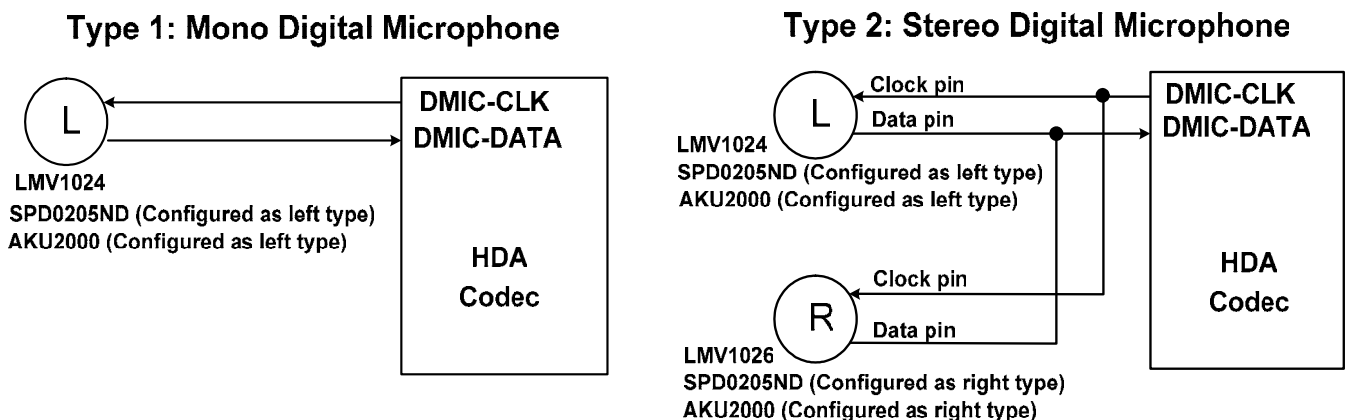 Type 1: Mono Digital Microphone
L
DMIC-CLK
DMIC-DATA
LMV1024
SPD0205ND (Configured as left type)
AKU2000 (Configured as left type)
HDA
Codec
Type 2: Stereo Digital Microphone
L
Clock pin
Data pin
DMIC-CLK
DMIC-DATA
LMV1024
SPD0205ND (Configured as left type)
AKU2000 (Configured as left type)
HDA
Codec
R
Clock pin
Data pin
LMV1026
SPD0205ND (Configured as right type)
AKU2000 (Configured as right type)